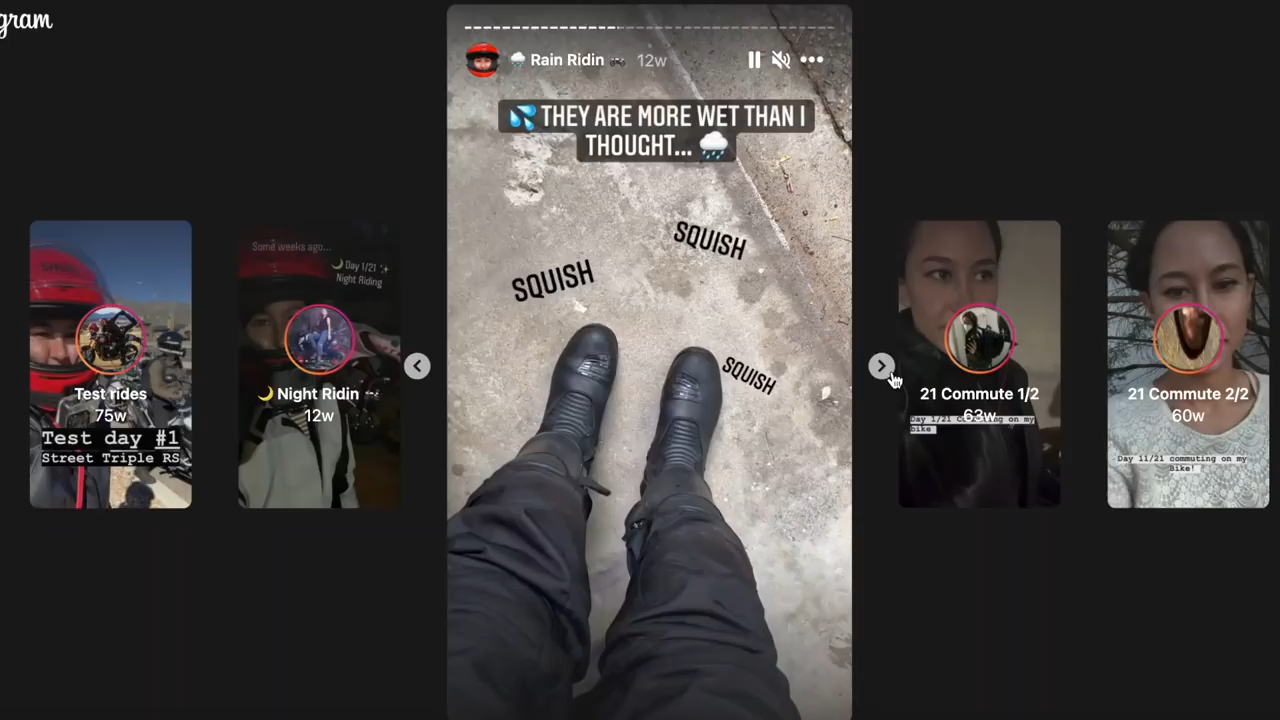 gram
🌧️ Rain Ridin 🏍️ 12w
💦 THEY ARE MORE WET THAN I
THOUGHT... 🌧️
SQUISH
SQUISH
SQUISH
Test rides
75w
Test day #1
Street Triple RS
Some weeks ago...
🌙 Day 1/21 ✨
Night Riding
🌙 Night Ridin 🏍️
12w
21 Commute 1/2
63w
Day 1/21 commuting on my
bike
21 Commute 2/2
60w
Day 11/21 commuting on my
Bike!